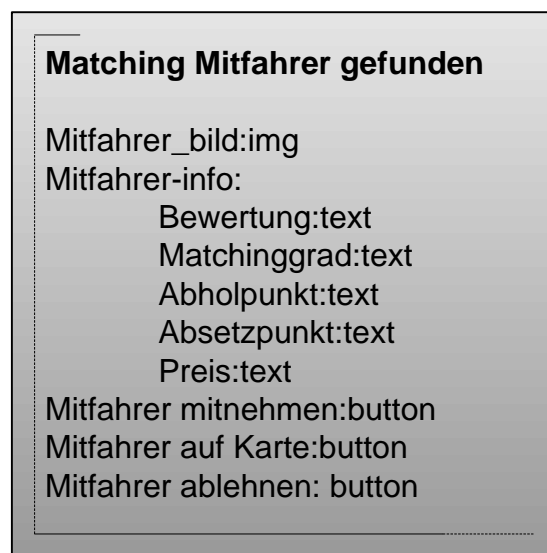 Matching Mitfahrer gefunden
Mitfahrer_bild:img
Mitfahrer-info:
Bewertung:text
Matchinggrad:text
Abholpunkt:text
Absetzpunkt:text
Preis:text
Mitfahrer mitnehmen:button
Mitfahrer auf Karte:button
Mitfahrer ablehnen: button